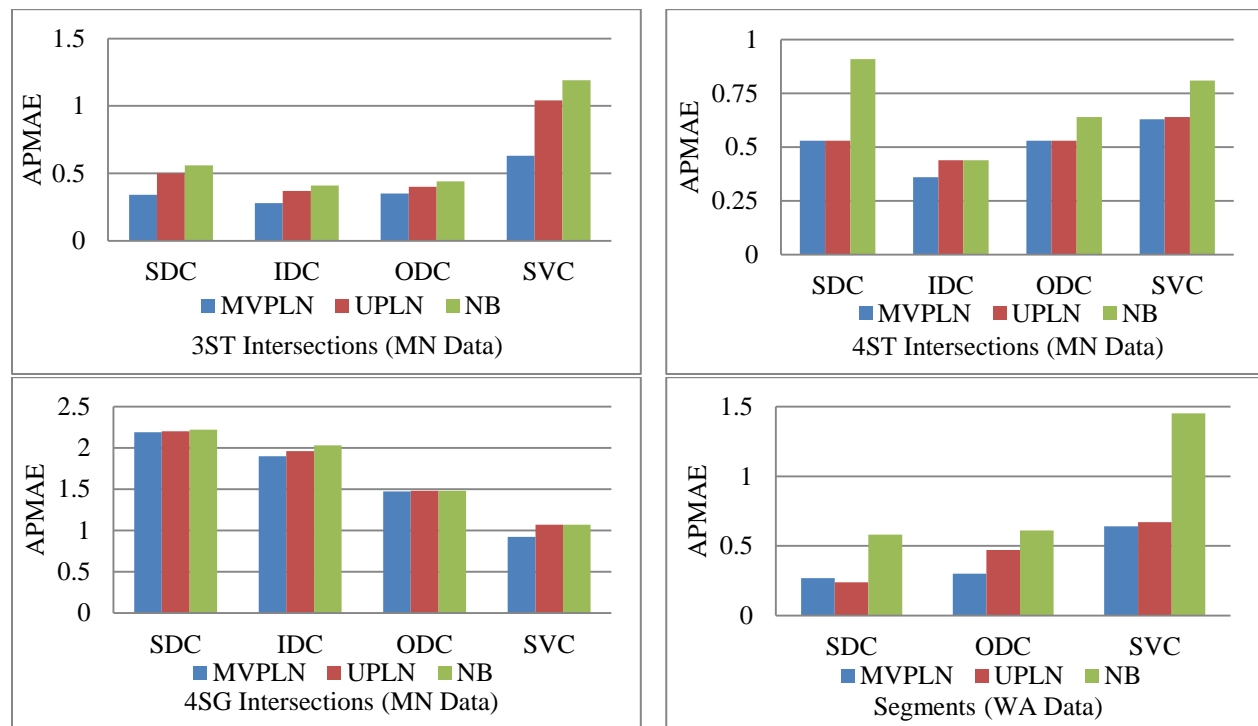 1.5
1
0.5
0
APMAE
SDC IDC ODC SVC
MVPLN UPLN NB
3ST Intersections (MN Data)
1
0.75
0.5
0.25
0
APMAE
SDC IDC ODC SVC
MVPLN UPLN NB
4ST Intersections (MN Data)
2.5
2
1.5
1
0.5
0
APMAE
SDC IDC ODC SVC
MVPLN UPLN NB
4SG Intersections (MN Data)
1.5
1
0.5
0
APMAE
SDC ODC SVC
MVPLN UPLN NB
Segments (WA Data)